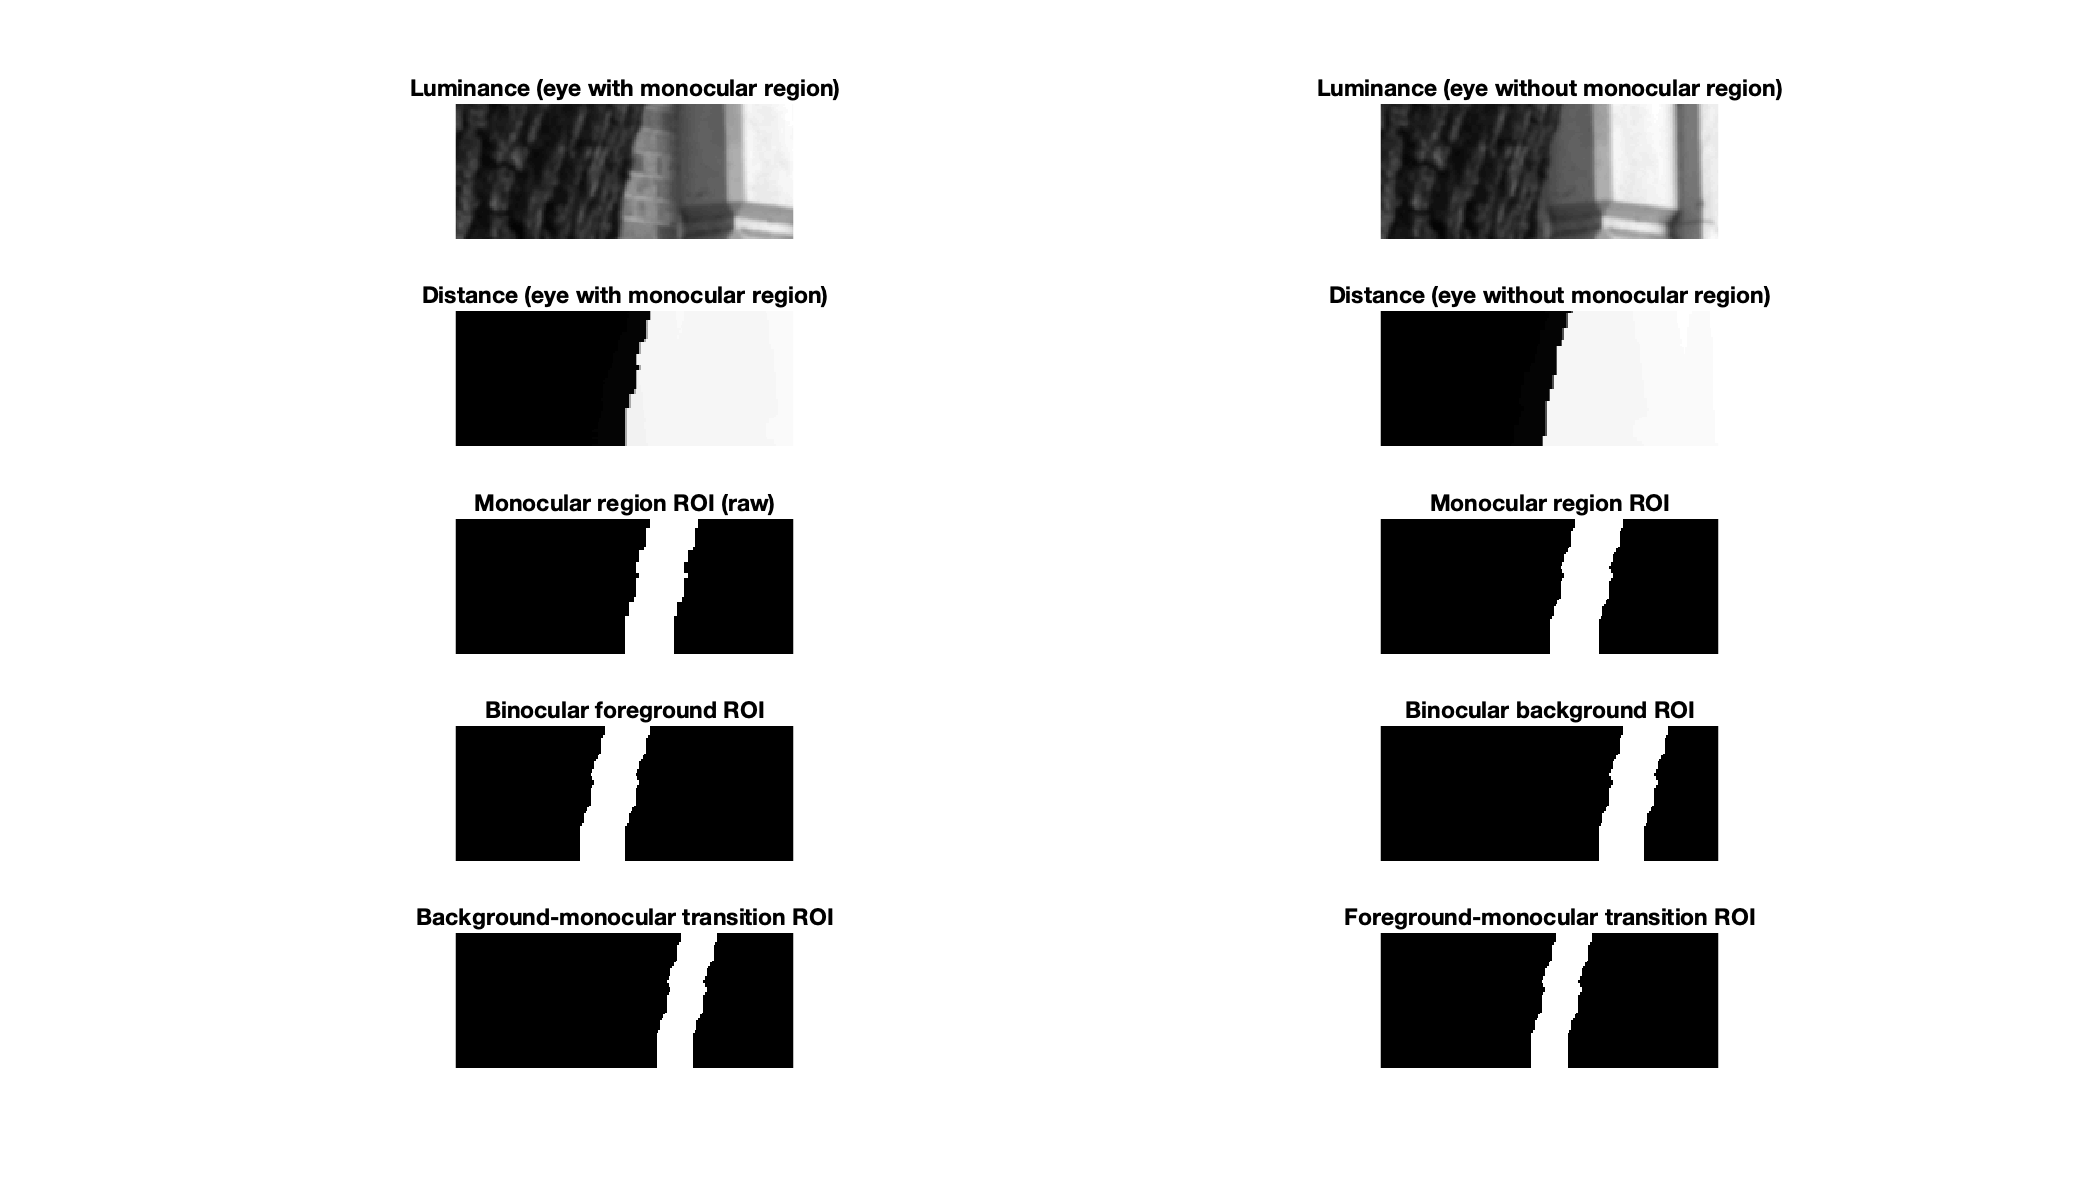 Luminance (eye with monocular region)
Luminance (eye without monocular region)
Distance (eye with monocular region)
Distance (eye without monocular region)
Monocular region ROI (raw)
Monocular region ROI
Binocular foreground ROI
Binocular background ROI
Background-monocular transition ROI
Foreground-monocular transition ROI